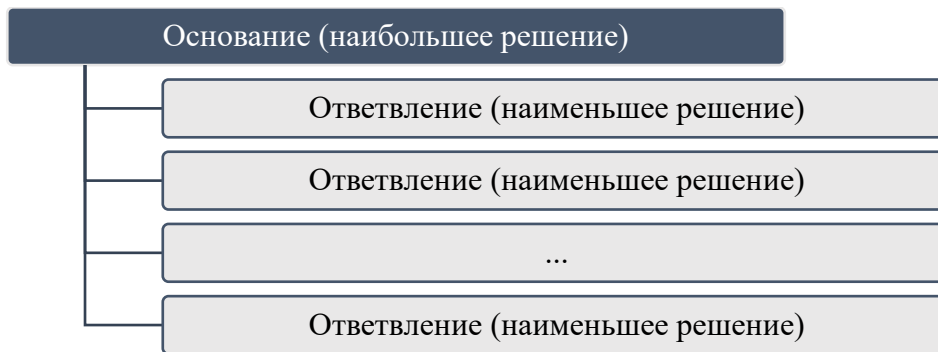 Основание (наибольшее решение)
Ответвление (наименьшее решение)
Ответвление (наименьшее решение)
...
Ответвление (наименьшее решение)